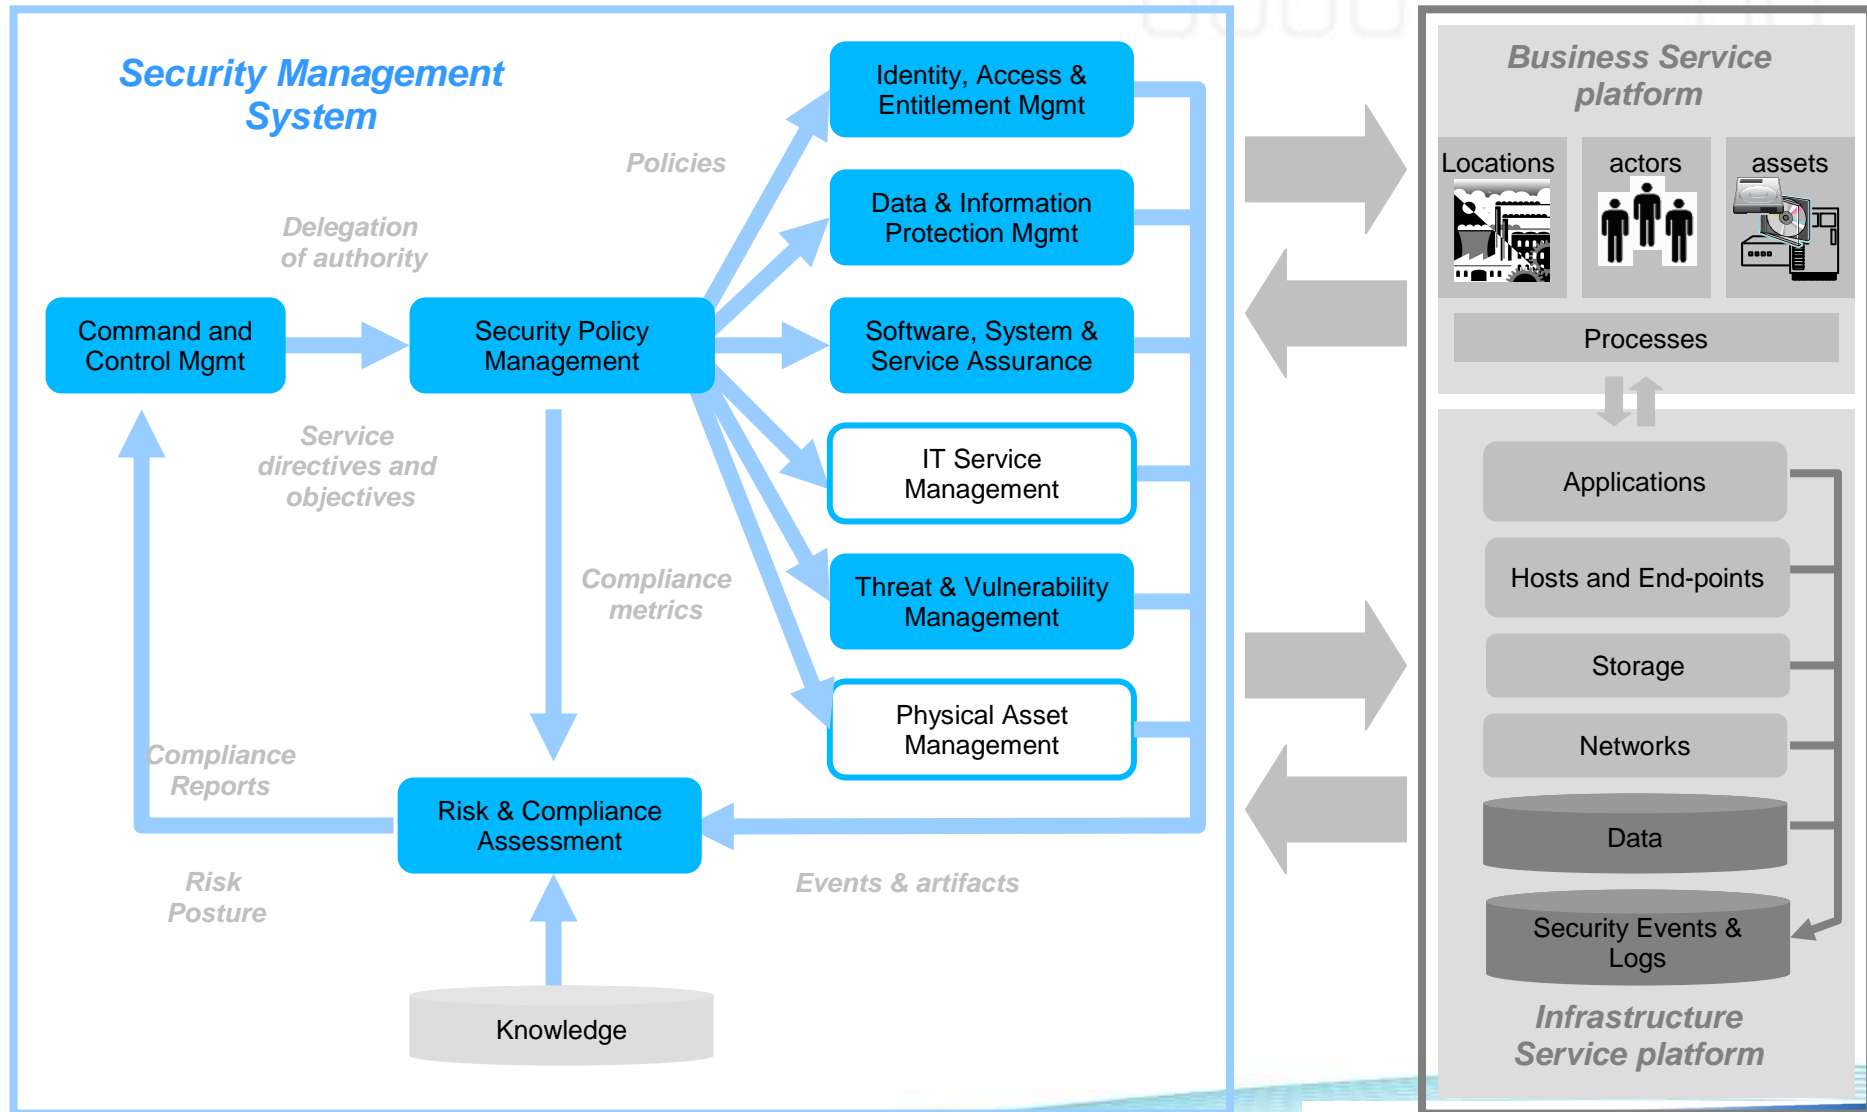 Security Management
System
Policies
Delegation
of authority
Command and
Control Mgmt
Security Policy
Management
Service
directives and
objectives
Compliance
metrics
Identity, Access &
Entitlement Mgmt
Data & Information
Protection Mgmt
Software, System &
Service Assurance
IT Service
Management
Threat & Vulnerability
Management
Physical Asset
Management
Compliance
Reports
Risk & Compliance
Assessment
Risk
Posture
Events & artifacts
Knowledge
Business Service
platform
Locations
actors
assets
Processes
Applications
Hosts and End-points
Storage
Networks
Data
Security Events &
Logs
Infrastructure
Service platform